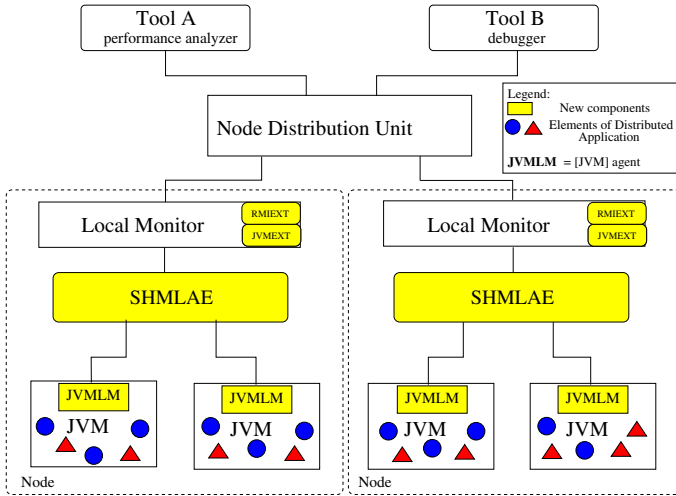 Tool A
performance analyzer
Tool B
debugger
Legend:
New components
Elements of Distributed
Application
JVMLM = [JVM] agent
Node Distribution Unit
Local Monitor
RMIEXT
JVMEXT
SHMLAE
JVMLM
JVM
JVMLM
JVM
Node
Local Monitor
RMIEXT
JVMEXT
SHMLAE
JVMLM
JVM
JVMLM
JVM
Node